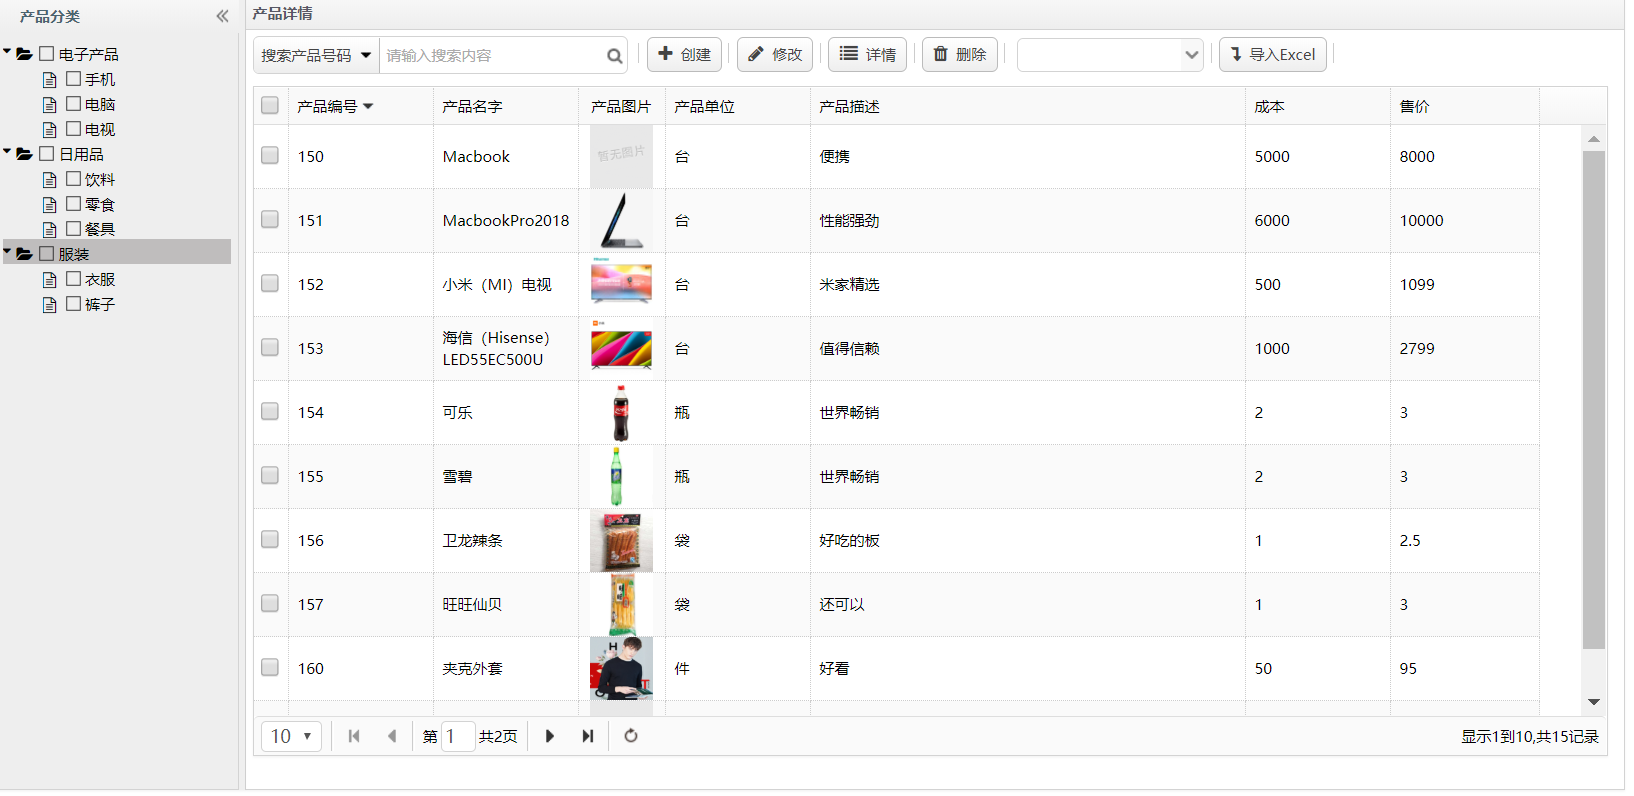 产品分类
电子产品
手机
电脑
电视
日用品
饮料
零食
餐具
服装
衣服
裤子
产品详情
搜索产品号码 请输入搜索内容 创建 修改 详情 删除 导入Excel
产品编号 产品名字 产品图片 产品单位 产品描述 成本 售价
150 Macbook 暂无图片 台 便携 5000 8000
151 MacbookPro2018 台 性能强劲 6000 10000
152 小米（MI）电视 台 米家精选 500 1099
153 海信（Hisense）
LED55EC500U 台 值得信赖 1000 2799
154 可乐 瓶 世界畅销 2 3
155 雪碧 瓶 世界畅销 2 3
156 卫龙辣条 袋 好吃的板 1 2.5
157 旺旺仙贝 袋 还可以 1 3
160 夹克外套 件 好看 50 95
10 第 1 共2页 显示1到10,共15记录